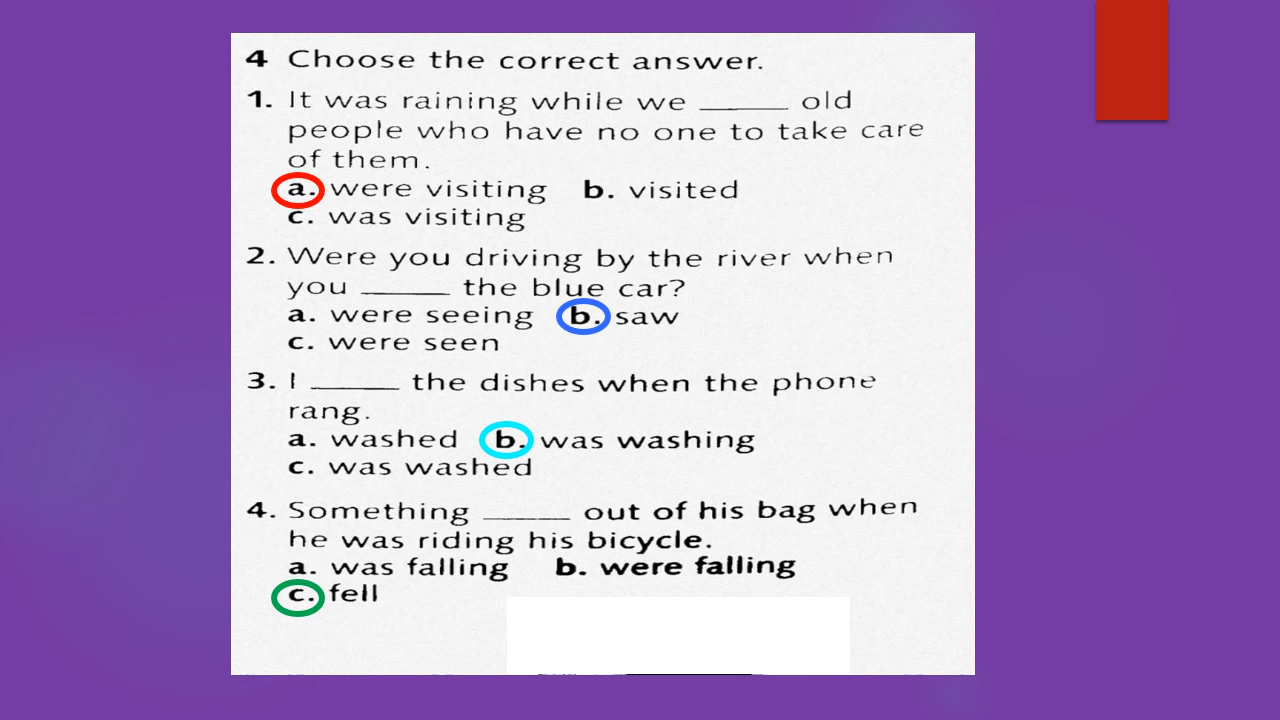 4 Choose the correct answer.
1. It was raining while we ______ old
people who have no one to take care
of them.
a. were visiting b. visited
c. was visiting
2. Were you driving by the river when
you ______ the blue car?
a. were seeing b. saw
c. were seen
3. I ______ the dishes when the phone
rang.
a. washed b. was washing
c. was washed
4. Something ______ out of his bag when
he was riding his bicycle.
a. was falling b. were falling
c. fell